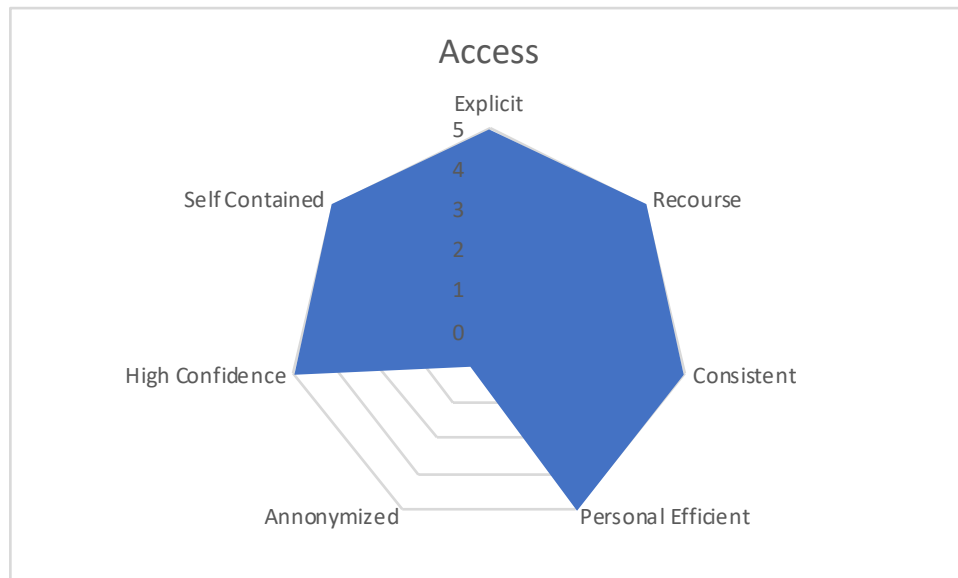 Access
Explicit
5
4
Self Contained
3
Recourse
2
1
0
High Confidence
Consistent
Annonymized
Personal Efficient